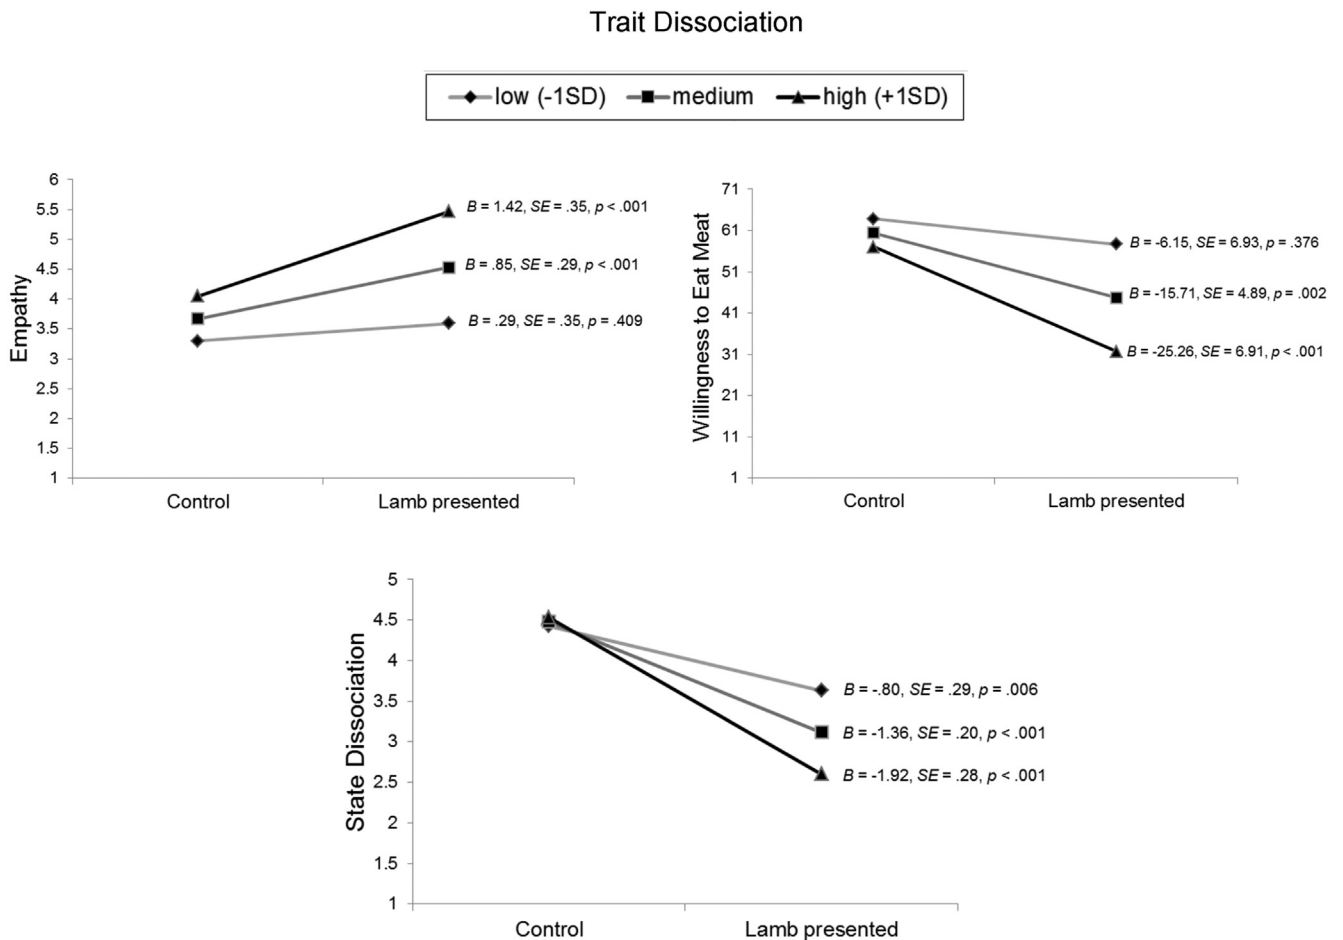 Trait Dissociation
low (-1SD) medium high (+1SD)
Empathy
6
5.5
5
4.5
4
3.5
3
2.5
2
1.5
1
B = 1.42, SE = .35, p < .001
B = .85, SE = .29, p < .001
B = .29, SE = .35, p = .409
Control Lamb presented
Willingness to Eat Meat
71
61
51
41
31
21
11
1
B = -6.15, SE = 6.93, p = .376
B = -15.71, SE = 4.89, p = .002
B = -25.26, SE = 6.91, p < .001
Control Lamb presented
State Dissociation
5
4.5
4
3.5
3
2.5
2
1.5
1
B = -.80, SE = .29, p = .006
B = -1.36, SE = .20, p < .001
B = -1.92, SE = .28, p < .001
Control Lamb presented